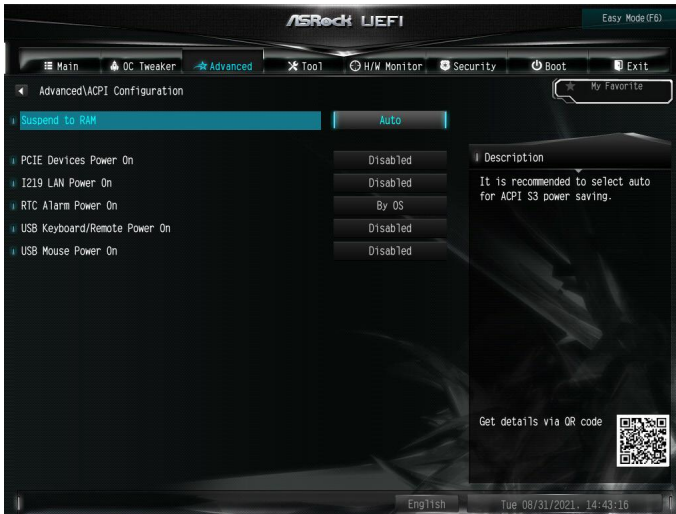 ASRock UEFI
Easy Mode(F6)
Main
OC Tweaker
Advanced
Tool
H/W Monitor
Security
Boot
Exit
Advanced\ACPI Configuration
My Favorite
Suspend to RAM Auto
PCIE Devices Power On Disabled
I219 LAN Power On Disabled
RTC Alarm Power On By OS
USB Keyboard/Remote Power On Disabled
USB Mouse Power On Disabled
Description
It is recommended to select auto
for ACPI S3 power saving.
Get details via QR code
English
Tue 08/31/2021. 14:43:16